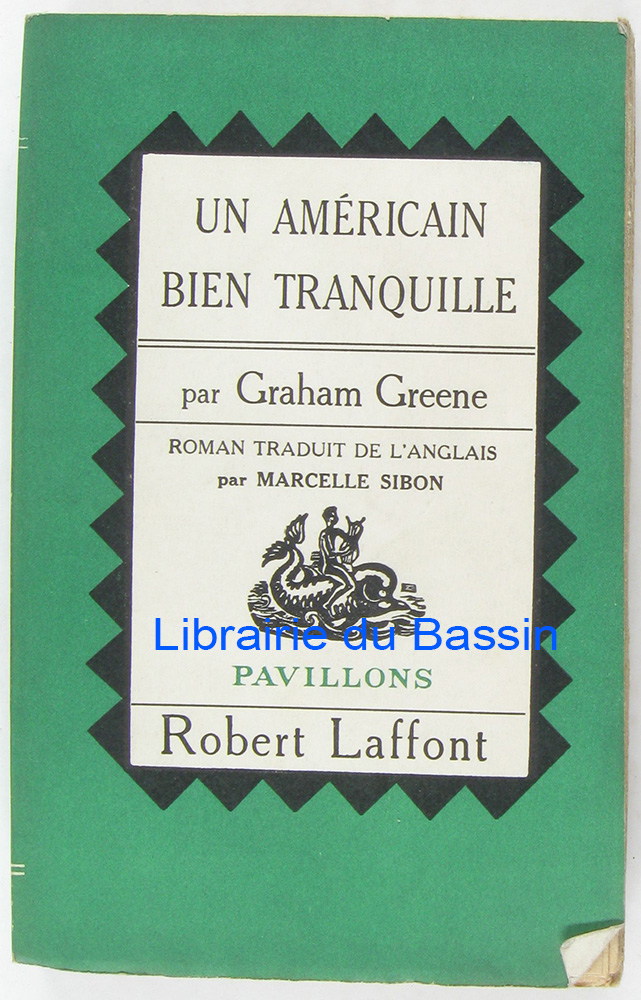 UN AMÉRICAIN
BIEN TRANQUILLE
par Graham Greene
ROMAN TRADUIT DE L'ANGLAIS
par MARCELLE SIBON
Librairie du Bassin
PAVILLONS
Robert Laffont